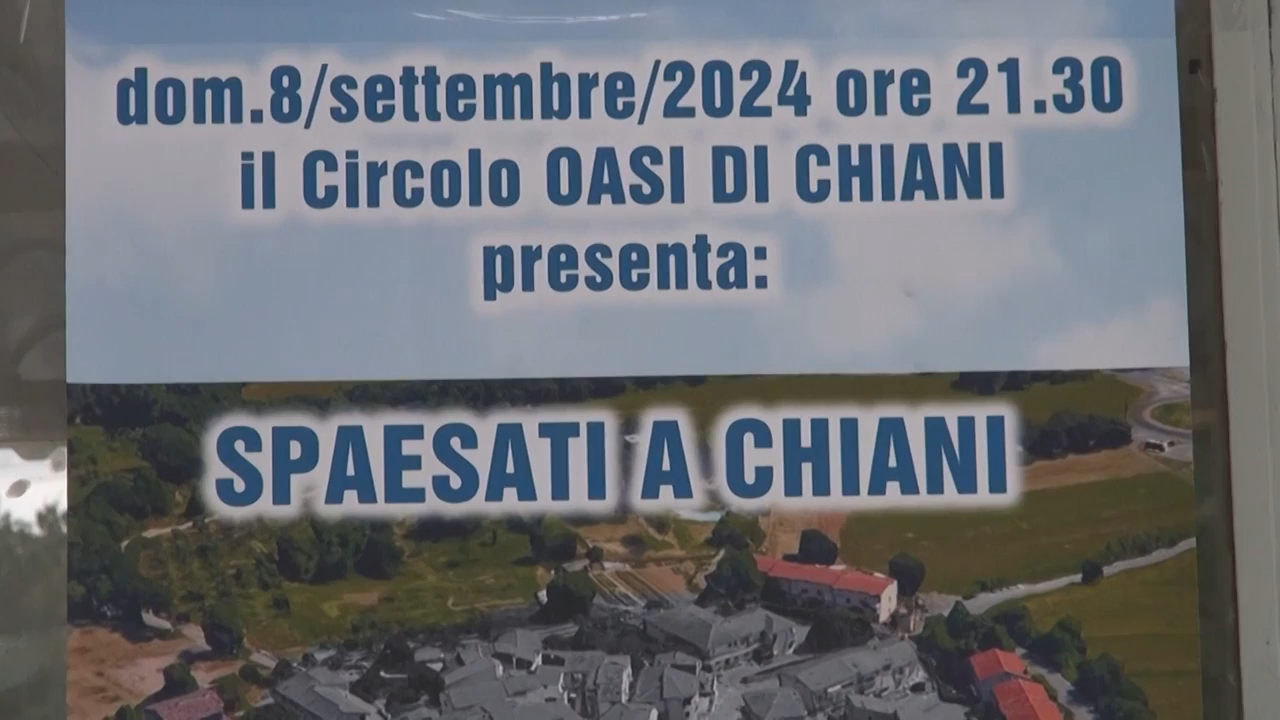 dom.8/settembre/2024 ore 21.30
il Circolo OASI DI CHIANI
presenta:
SPAESATI A CHIANI